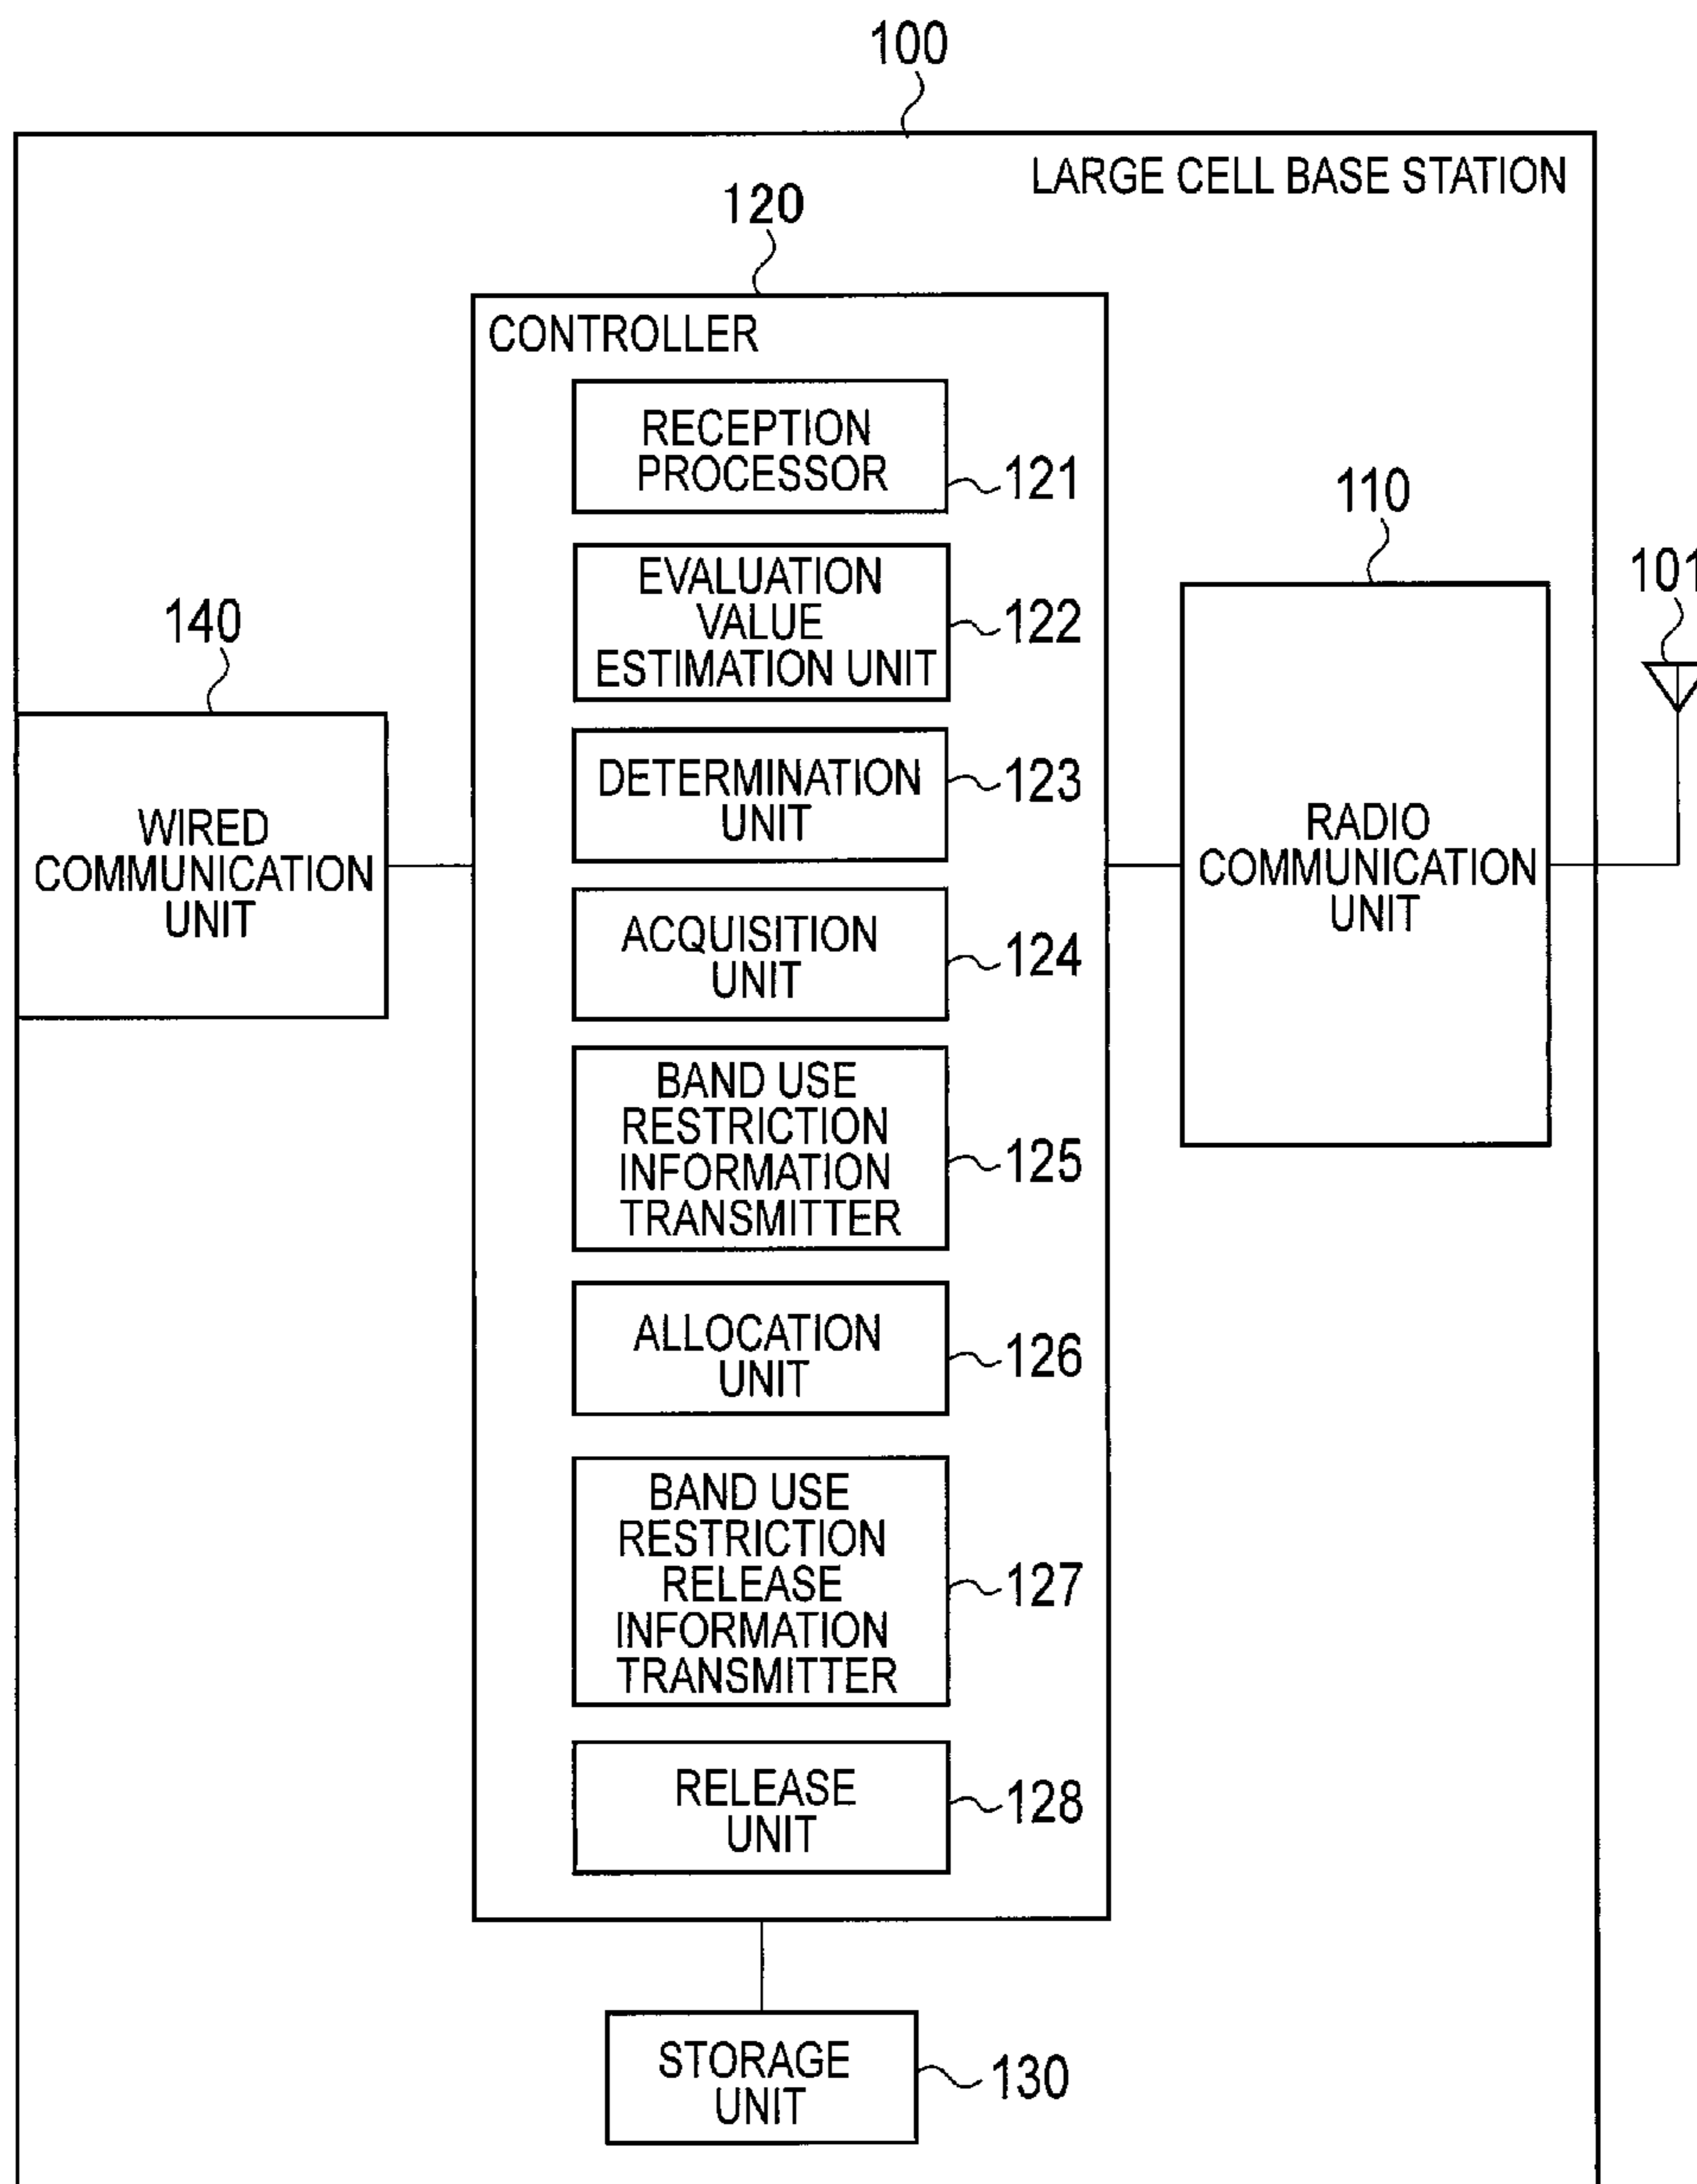 100
LARGE CELL BASE STATION
120
CONTROLLER
RECEPTION
PROCESSOR
121
EVALUATION
VALUE
ESTIMATION UNIT
122
DETERMINATION
UNIT
123
ACQUISITION
UNIT
124
BAND USE
RESTRICTION
INFORMATION
TRANSMITTER
125
ALLOCATION
UNIT
126
BAND USE
RESTRICTION
RELEASE
INFORMATION
TRANSMITTER
127
RELEASE
UNIT
128
140
WIRED
COMMUNICATION
UNIT
110
RADIO
COMMUNICATION
UNIT
101
STORAGE
UNIT
130